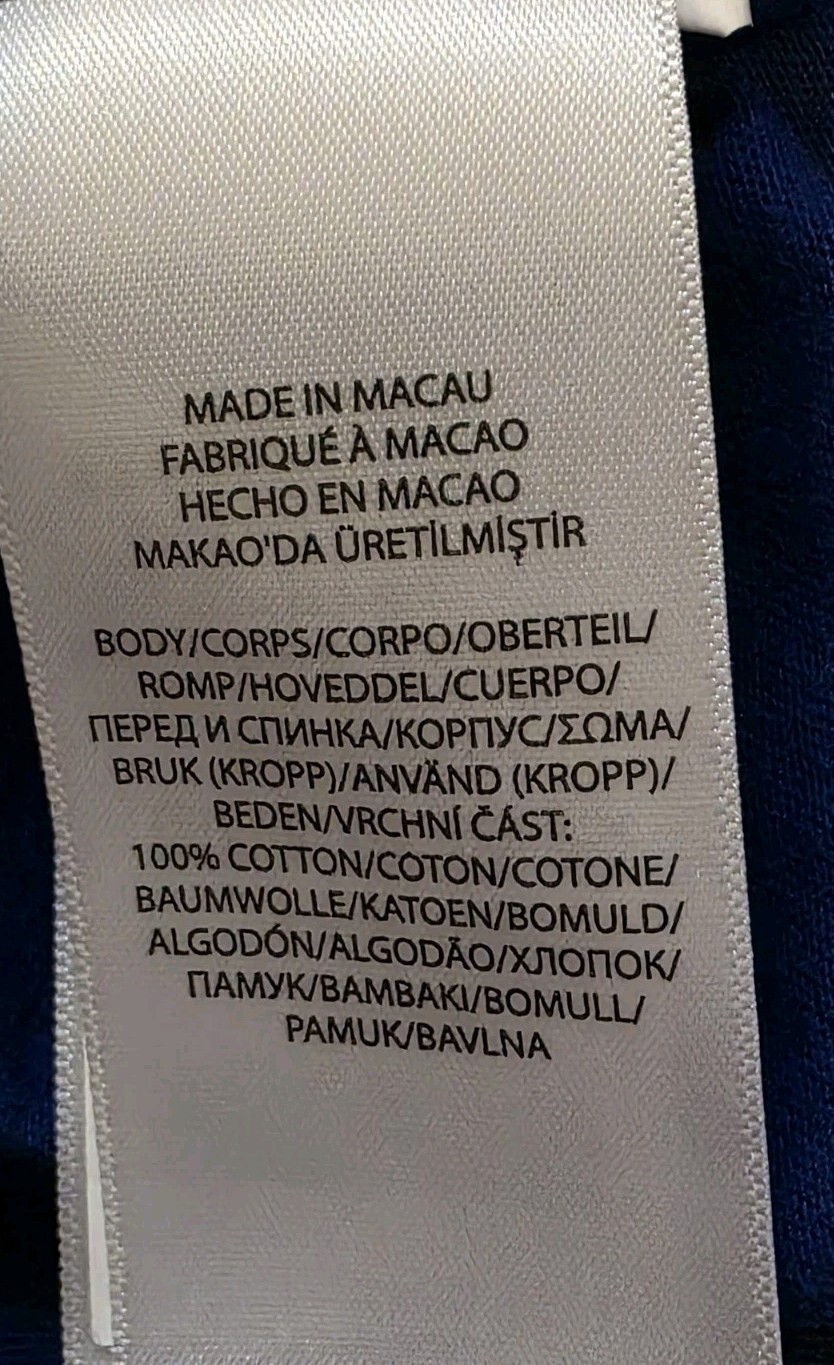 MADE IN MACAU
FABRIQUÉ À MACAO
HECHO EN MACAO
MAKAO'DA ÜRETİLMİŞTİR
BODY/CORPS/CORPO/OBERTEIL/
ROMP/HOVEDDEL/CUERPO/
ПЕРЕД И СПИНКА/КОРПУС/ΣΩΜΑ/
BRUK (KROPP)/ANVÄND (KROPP)/
BEDEN/VRCHNÍ ČÁST:
100% COTTON/COTON/COTONE/
BAUMWOLLE/KATOEN/BOMULD/
ALGODÓN/ALGODÃO/ХЛОПОК/
ПАМУК/ΒΑΜΒΑΚΙ/BOMULL/
PAMUK/BAVLNA